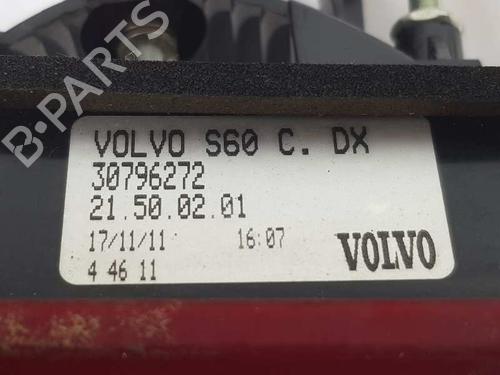 B-PARTS
VOLVO S60 C. DX
30796272
21.50.02.01
17/11/11 16:07
4 46 11
VOLVO